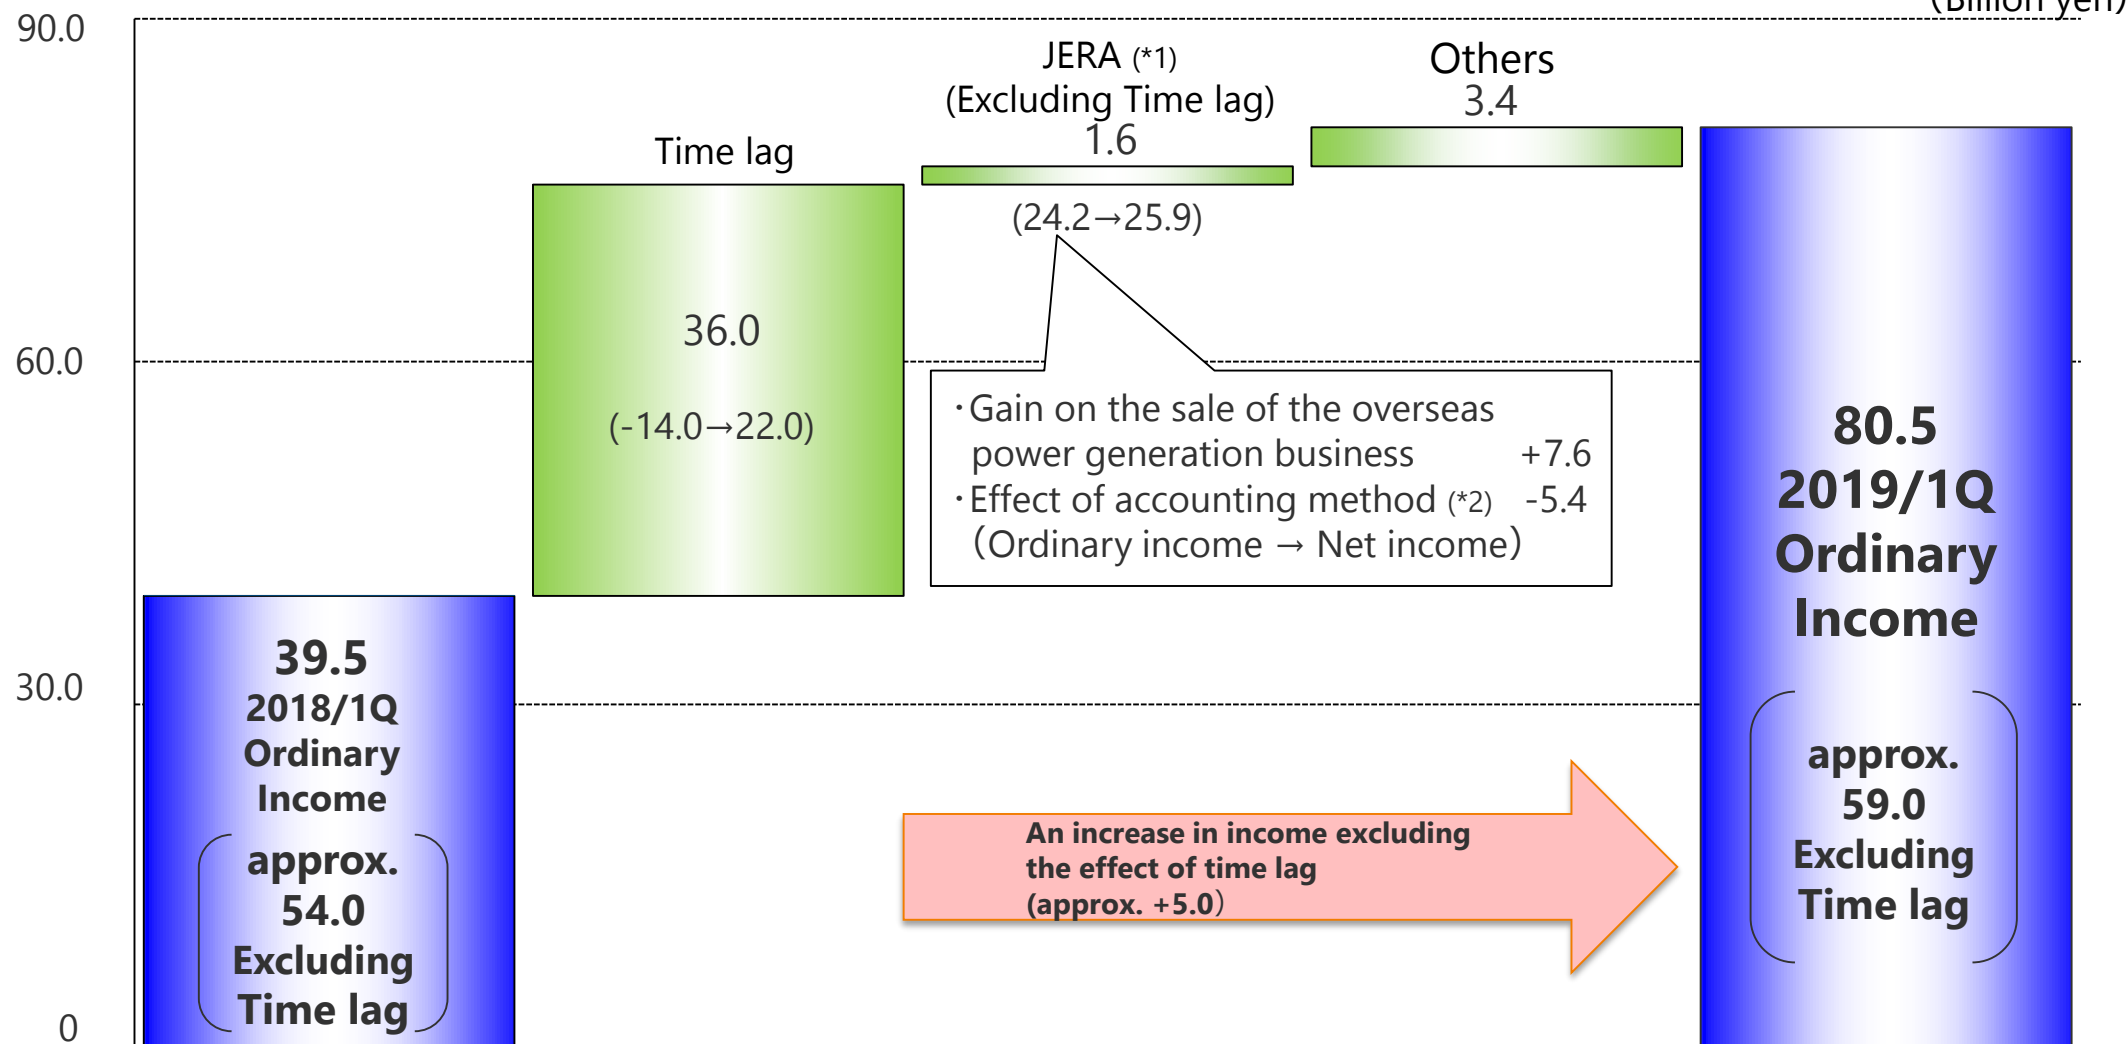 (Billion yen)
90.0
60.0
30.0
0
39.5
2018/1Q
Ordinary
Income
approx.
54.0
Excluding
Time lag
Time lag
36.0
(-14.0→22.0)
JERA (*1)
(Excluding Time lag)
1.6
(24.2→25.9)
・Gain on the sale of the overseas
power generation business +7.6
・Effect of accounting method (*2) -5.4
（Ordinary income → Net income）
Others
3.4
An increase in income excluding
the effect of time lag
(approx. +5.0）
80.5
2019/1Q
Ordinary
Income
approx.
59.0
Excluding
Time lag